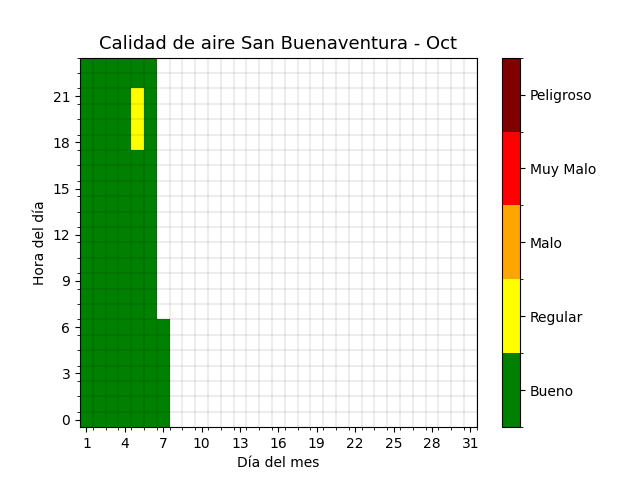 Calidad de aire San Buenaventura - Oct
Hora del día
21
18
15
12
9
6
3
0
1 4 7 10 13 16 19 22 25 28 31
Día del mes
Peligroso
Muy Malo
Malo
Regular
Bueno